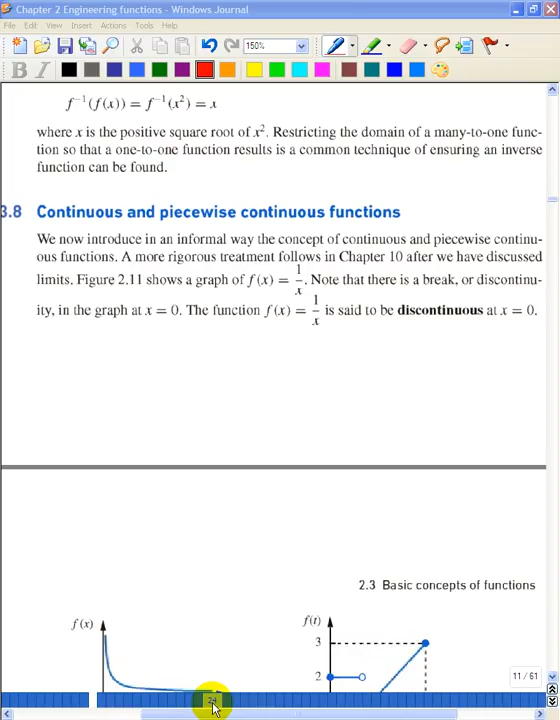 Chapter 2 Engineering functions - Windows Journal
File Edit View Insert Actions Tools Help
150%
B I
f⁻¹(f(x)) = f⁻¹(x²) = x
where x is the positive square root of x². Restricting the domain of a many-to-one func-
tion so that a one-to-one function results is a common technique of ensuring an inverse
function can be found.
3.8 Continuous and piecewise continuous functions
We now introduce in an informal way the concept of continuous and piecewise continu-
ous functions. A more rigorous treatment follows in Chapter 10 after we have discussed
limits. Figure 2.11 shows a graph of f(x) = 1/x. Note that there is a break, or discontinu-
ity, in the graph at x = 0. The function f(x) = 1/x is said to be discontinuous at x = 0.
2.3 Basic concepts of functions
f(x)
f(t)
3
2
11 / 61